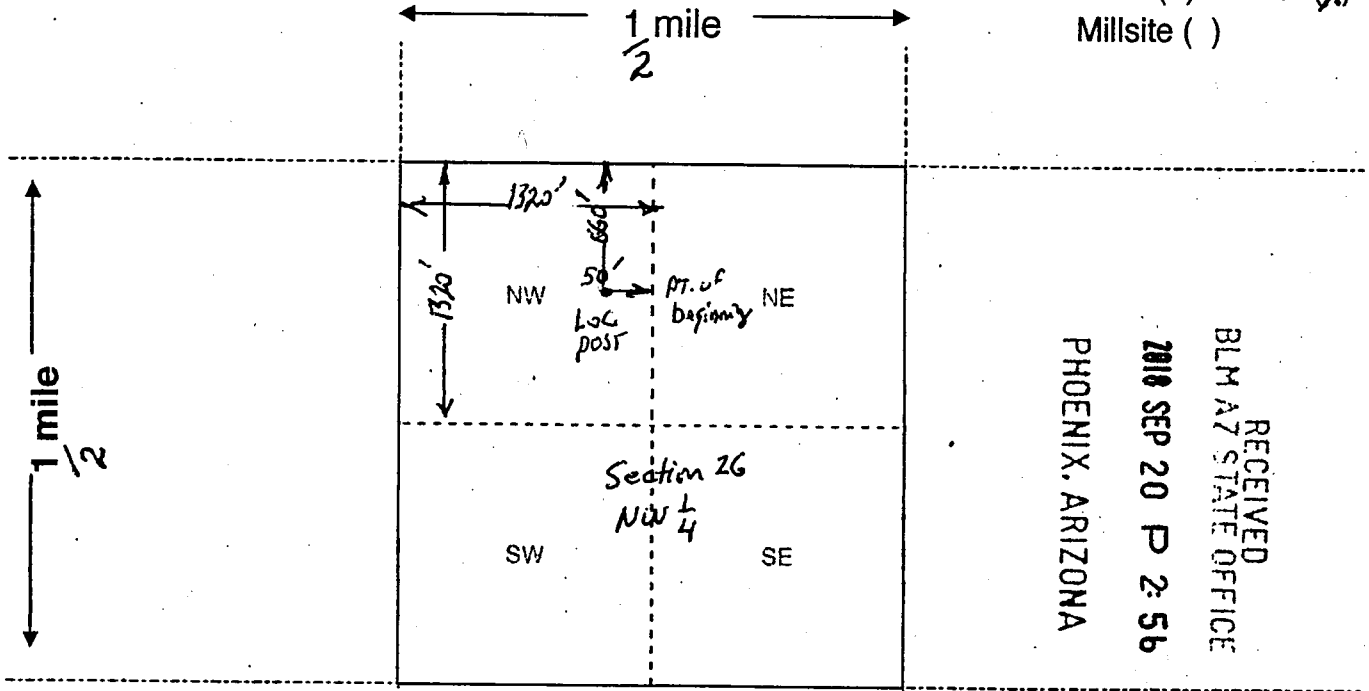 1 mile
/2
( )
Millsite ( )
1320'
660'
1320'
50'
NW
PT. of
beginning
NE
Loc
post
1 mile
/2
Section 26
NW 1/4
SW
SE
RECEIVED
BLM AZ STATE OFFICE
2018 SEP 20 P 2:56
PHOENIX, ARIZONA